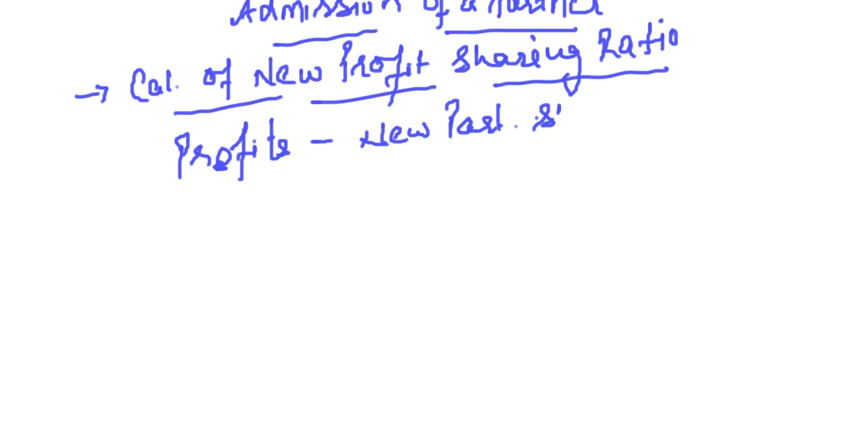 Admission of a Partner
→ Cal. of New Profit Sharing Ratio
Profits - New Part. s'